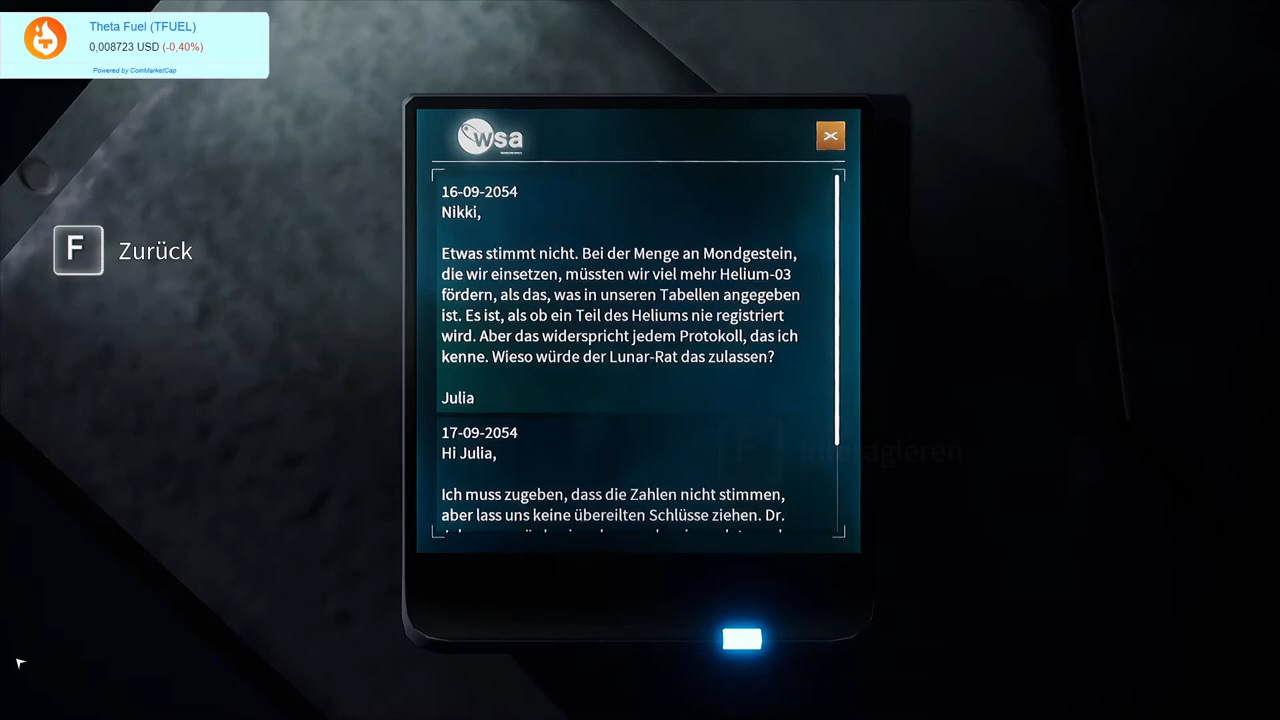 Theta Fuel (TFUEL)
0,008723 USD (-0,40%)
Powered by CoinMarketCap
wsa
F Zurück
16-09-2054
Nikki,
Etwas stimmt nicht. Bei der Menge an Mondgestein,
die wir einsetzen, müssten wir viel mehr Helium-03
fördern, als das, was in unseren Tabellen angegeben
ist. Es ist, als ob ein Teil des Heliums nie registriert
wird. Aber das widerspricht jedem Protokoll, das ich
kenne. Wieso würde der Lunar-Rat das zulassen?
Julia
17-09-2054
Hi Julia,
Ich muss zugeben, dass die Zahlen nicht stimmen,
aber lass uns keine übereilten Schlüsse ziehen. Dr.
F Interagieren